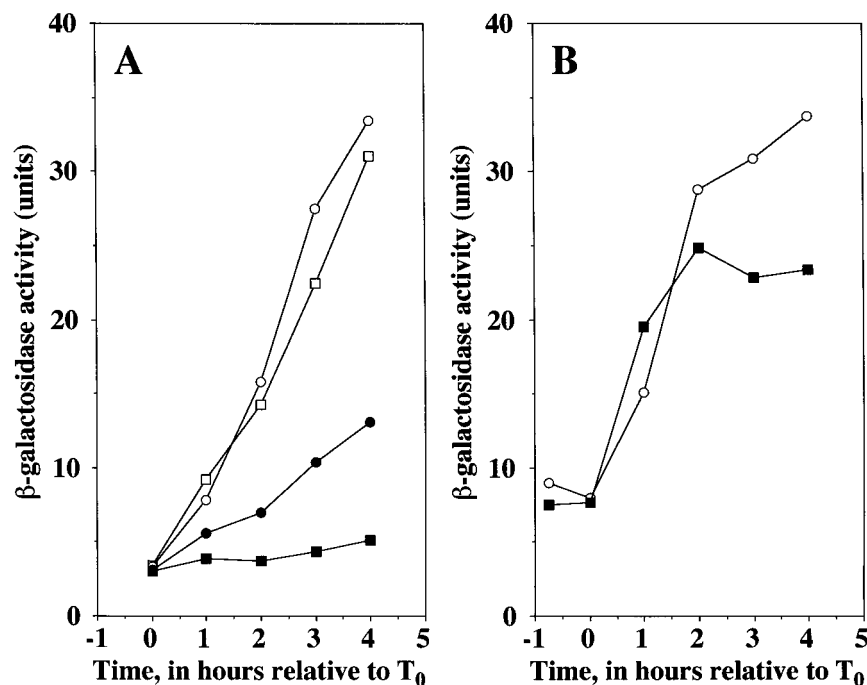 A
β-galactosidase activity (units)
40
30
20
10
0
-1 0 1 2 3 4 5
Time, in hours relative to T0
B
β-galactosidase activity (units)
40
30
20
10
0
-1 0 1 2 3 4 5
Time, in hours relative to T0